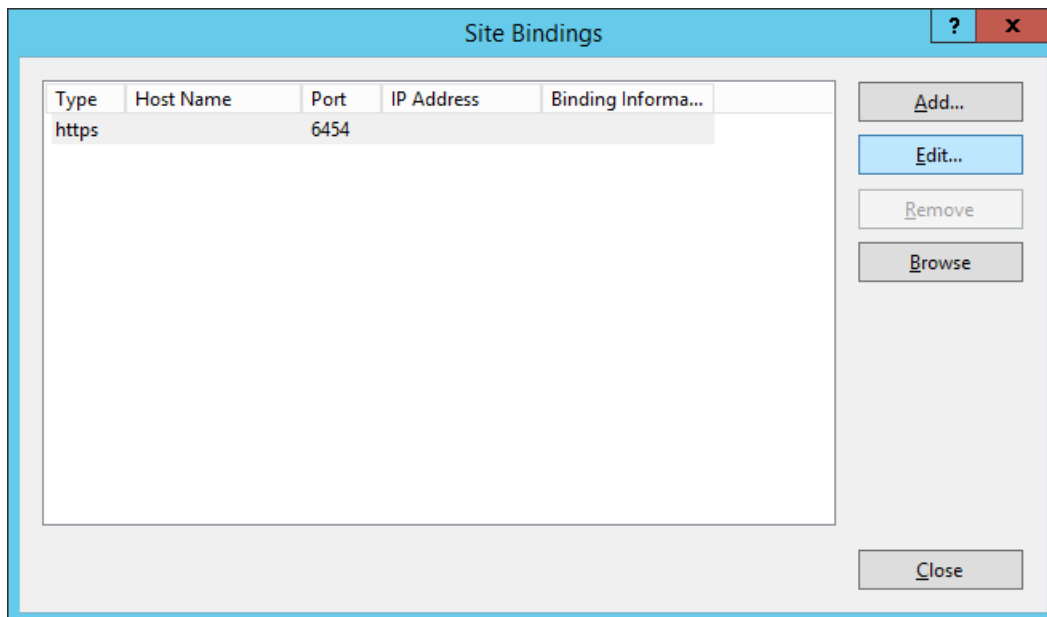 Site Bindings
?
x
Type Host Name Port IP Address Binding Informa...
https 6454
Add...
Edit...
Remove
Browse
Close